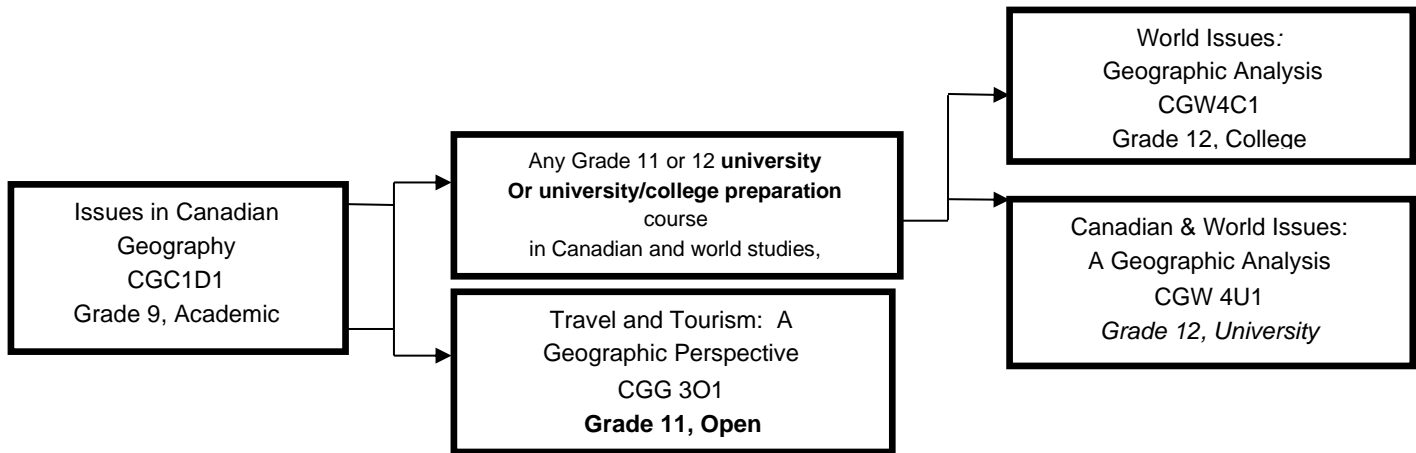 Issues in Canadian
Geography
CGC1D1
Grade 9, Academic
Any Grade 11 or 12 university
Or university/college preparation
course
in Canadian and world studies,
Travel and Tourism: A
Geographic Perspective
CGG 3O1
Grade 11, Open
World Issues:
Geographic Analysis
CGW4C1
Grade 12, College
Canadian & World Issues:
A Geographic Analysis
CGW 4U1
Grade 12, University